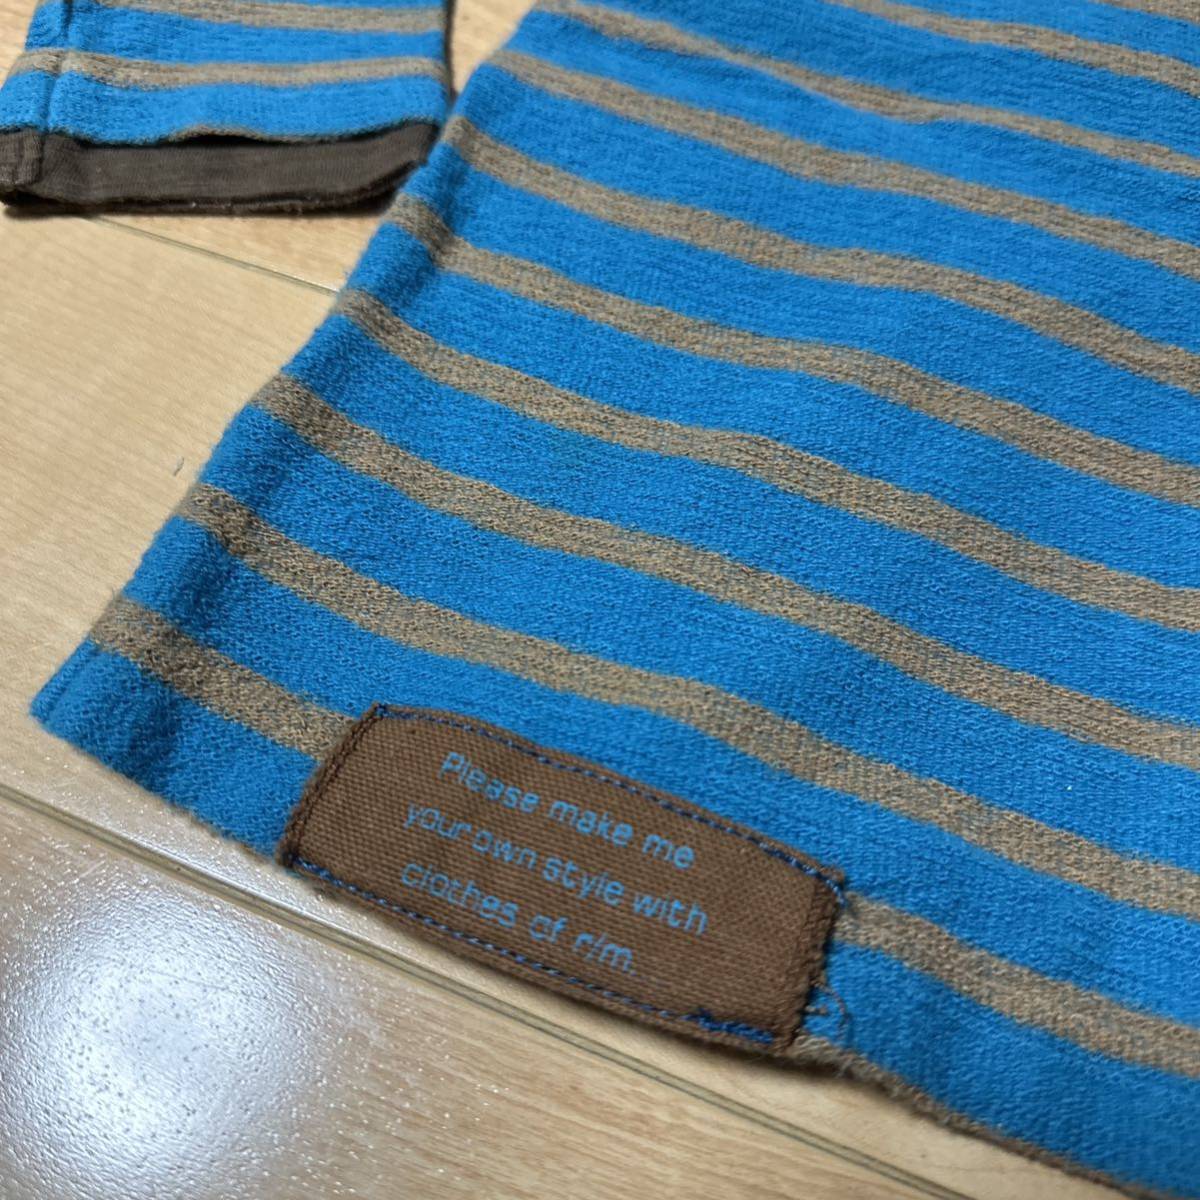 Please make me
your own style with
clothes of r/m.